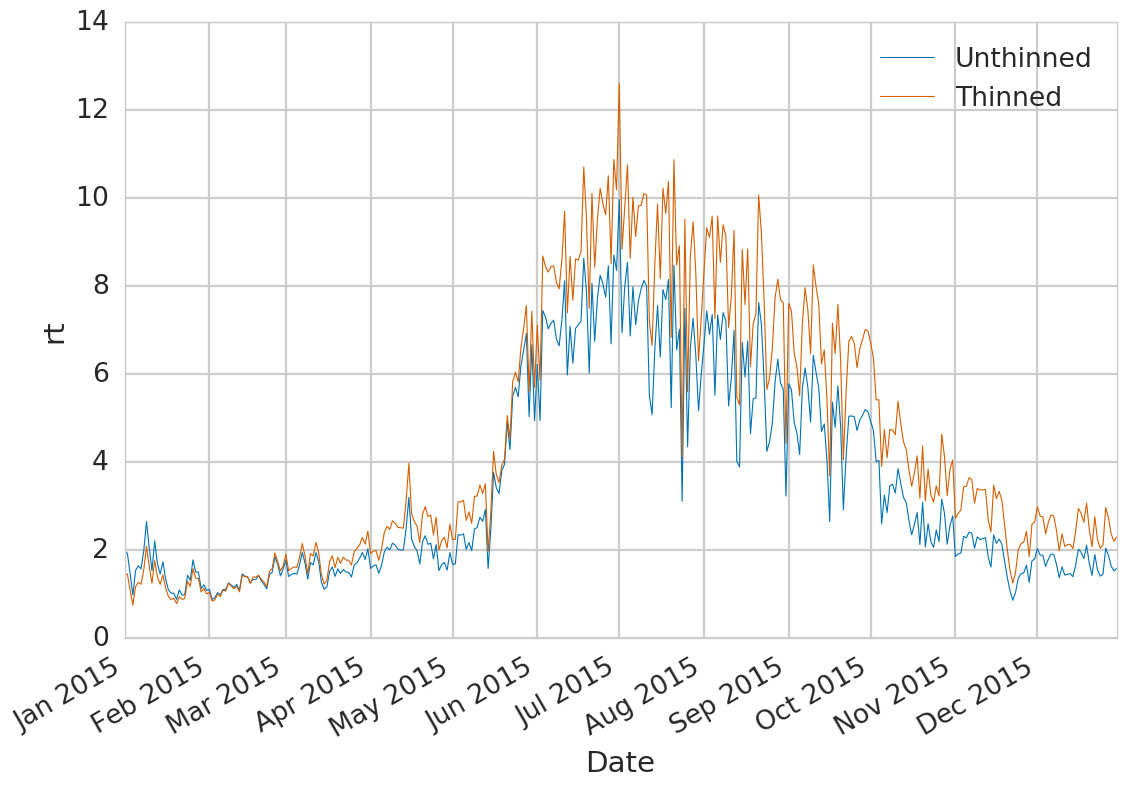 14
12
10
8
6
4
2
0
rt
Unthinned
Thinned
Jan 2015
Feb 2015
Mar 2015
Apr 2015
May 2015
Jun 2015
Jul 2015
Aug 2015
Sep 2015
Oct 2015
Nov 2015
Dec 2015
Date